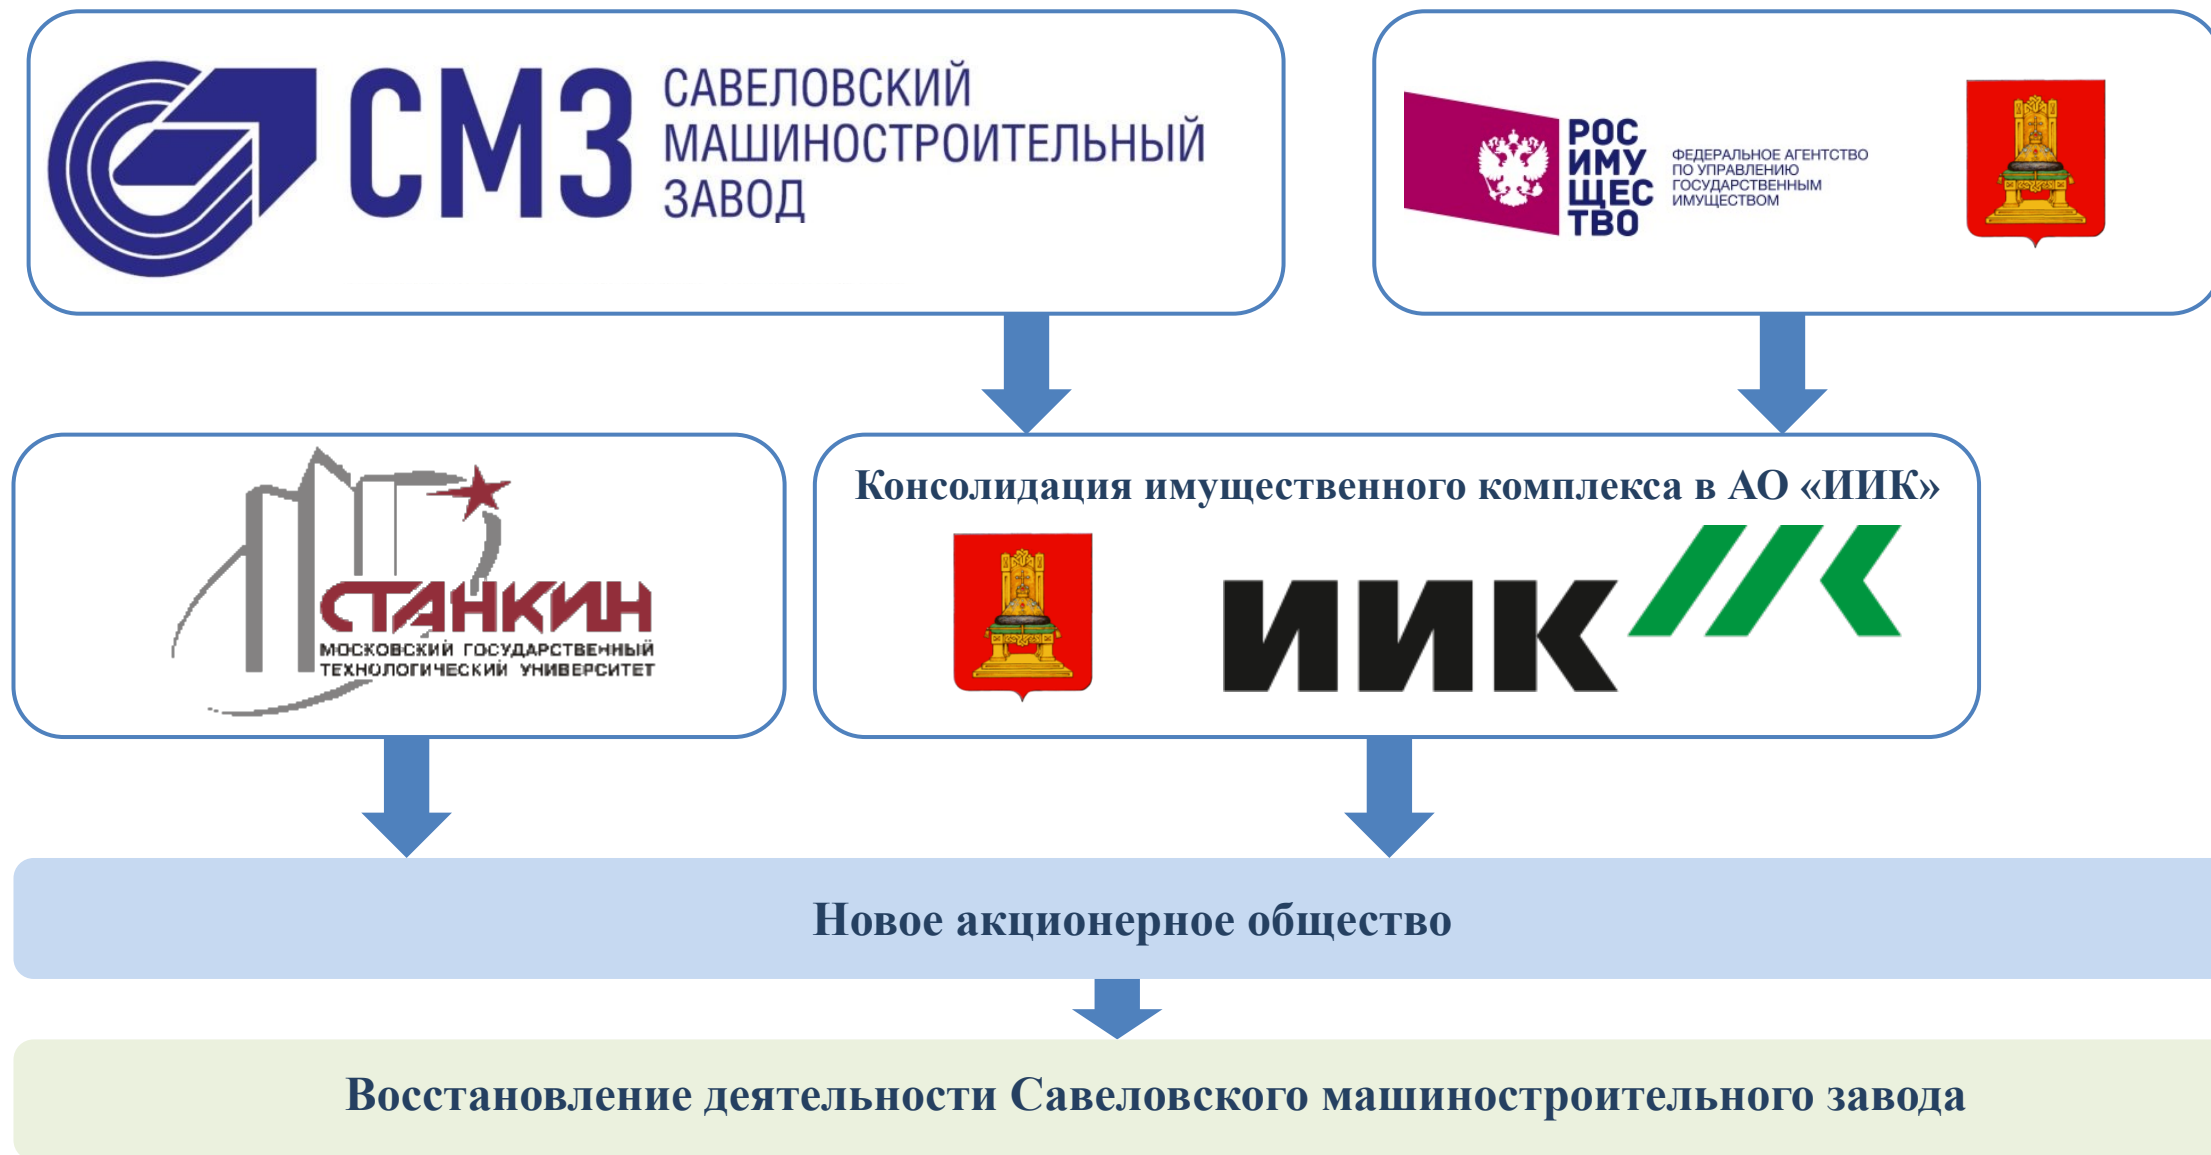 СМЗ
САВЕЛОВСКИЙ
МАШИНОСТРОИТЕЛЬНЫЙ
ЗАВОД
РОС
ИМУ
ЩЕС
ТВО
ФЕДЕРАЛЬНОЕ АГЕНТСТВО
ПО УПРАВЛЕНИЮ
ГОСУДАРСТВЕННЫМ
ИМУЩЕСТВОМ
СТАНКИН
МОСКОВСКИЙ ГОСУДАРСТВЕННЫЙ
ТЕХНОЛОГИЧЕСКИЙ УНИВЕРСИТЕТ
Консолидация имущественного комплекса в АО «ИИК»
ИИК
Новое акционерное общество
Восстановление деятельности Савеловского машиностроительного завода